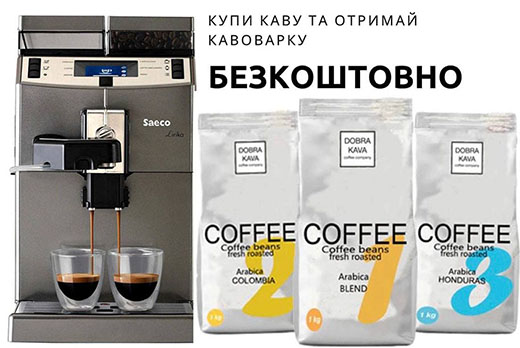 КУПИ КАВУ ТА ОТРИМАЙ
КАВОВАРКУ
БЕЗКОШТОВНО
Saeco
Lirika
DOBRA
KAVA
coffee company
COFFEE
Coffee beans
fresh roasted
2
Arabica
COLOMBIA
1 kg
DOBRA
KAVA
coffee company
COFFEE
Coffee beans
fresh roasted
1
Arabica
BLEND
1 kg
DOBRA
KAVA
coffee company
COFFEE
Coffee beans
fresh roasted
3
Arabica
HONDURAS
1 kg